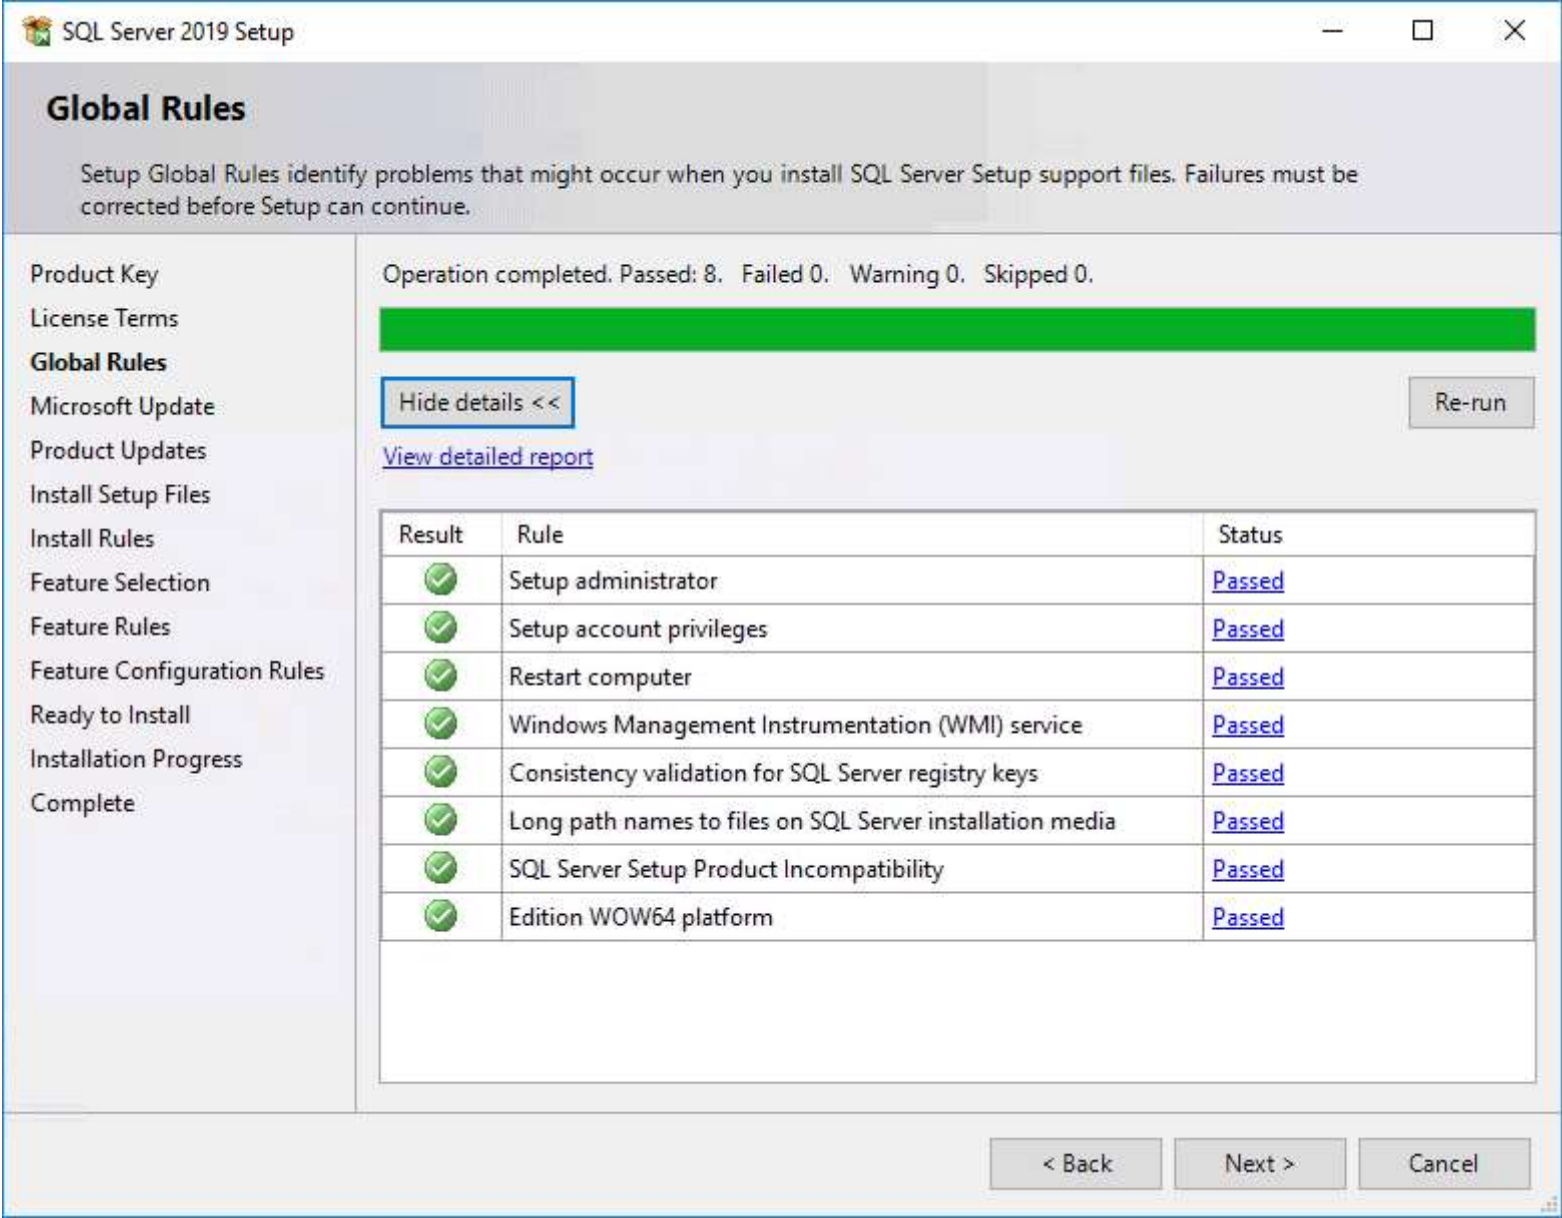 SQL Server 2019 Setup
Global Rules
Setup Global Rules identify problems that might occur when you install SQL Server Setup support files. Failures must be
corrected before Setup can continue.
Product Key
License Terms
Global Rules
Microsoft Update
Product Updates
Install Setup Files
Install Rules
Feature Selection
Feature Rules
Feature Configuration Rules
Ready to Install
Installation Progress
Complete
Operation completed. Passed: 8.   Failed 0.   Warning 0.   Skipped 0.
Hide details <<
Re-run
View detailed report
Result Rule Status
Setup administrator Passed
Setup account privileges Passed
Restart computer Passed
Windows Management Instrumentation (WMI) service Passed
Consistency validation for SQL Server registry keys Passed
Long path names to files on SQL Server installation media Passed
SQL Server Setup Product Incompatibility Passed
Edition WOW64 platform Passed
< Back
Next >
Cancel